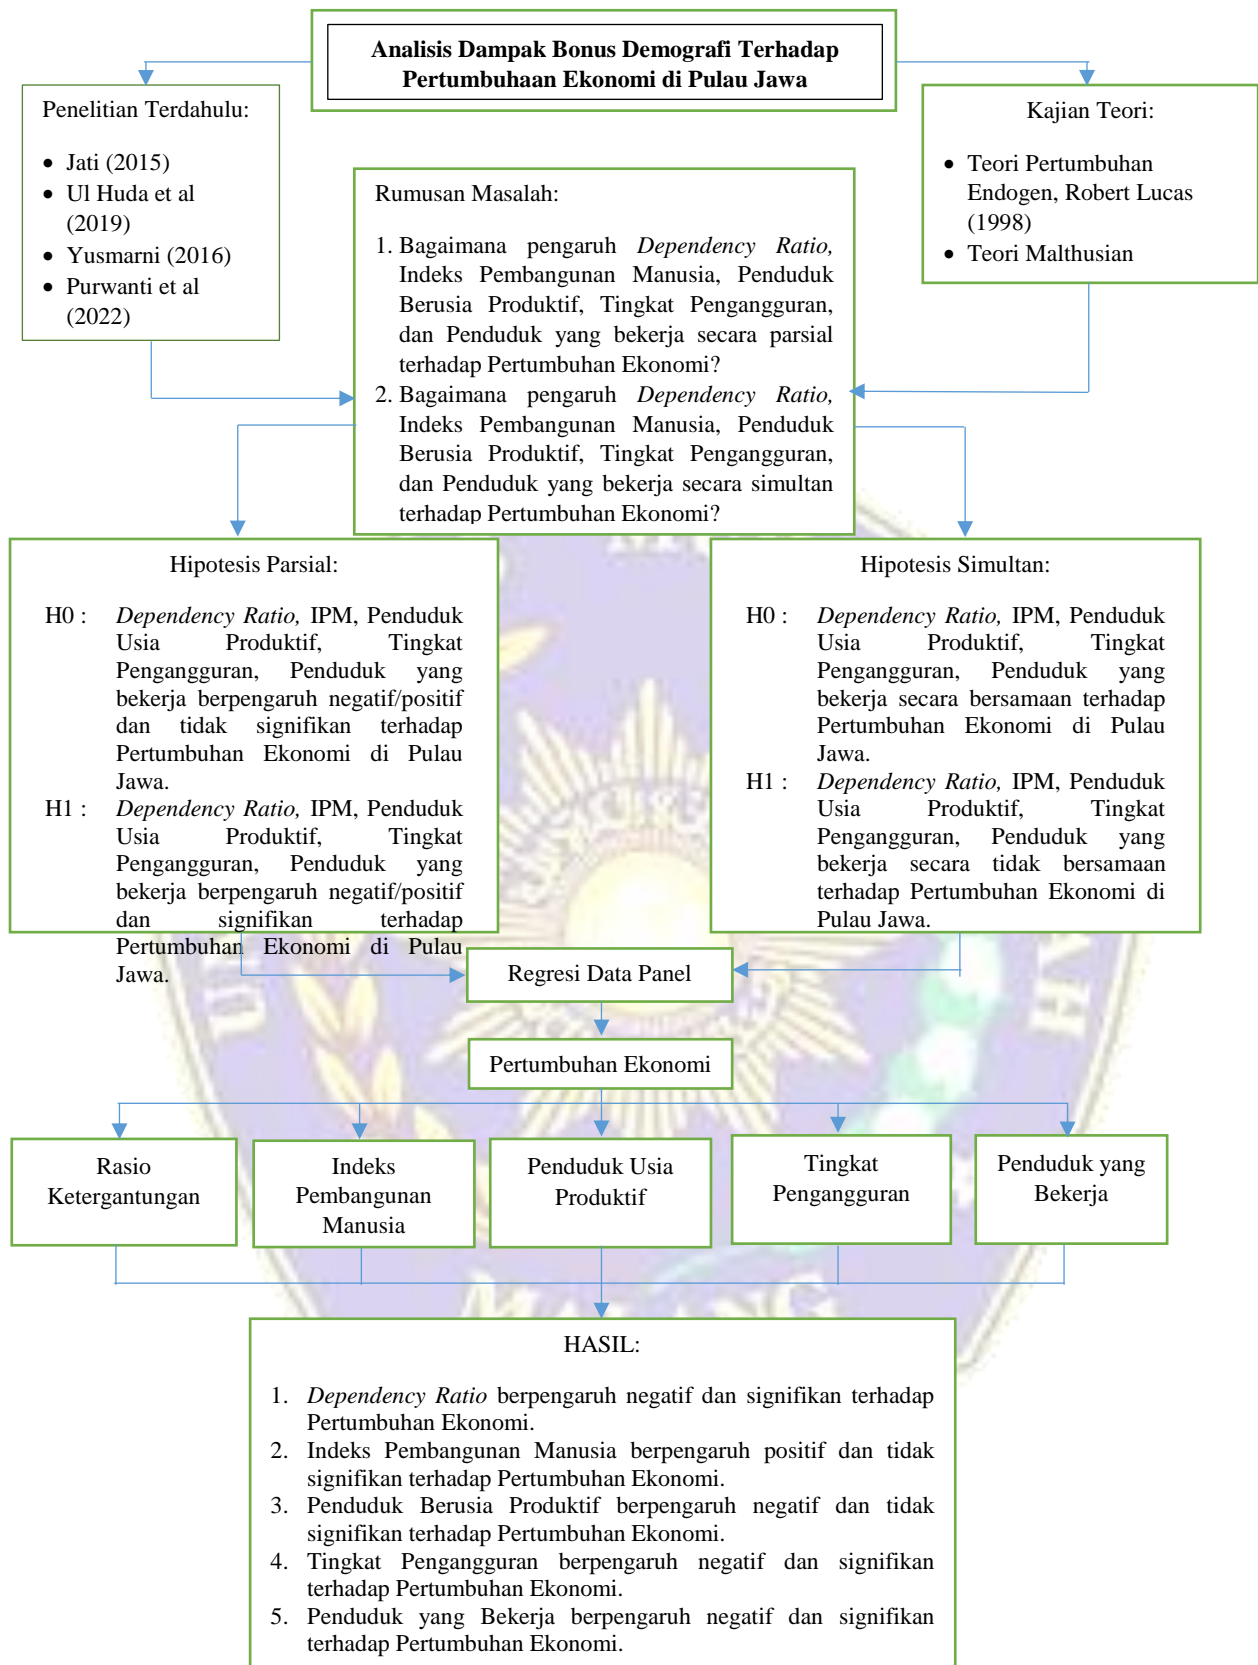 Analisis Dampak Bonus Demografi Terhadap
Pertumbuhaan Ekonomi di Pulau Jawa
Penelitian Terdahulu:
• Jati (2015)
• Ul Huda et al
(2019)
• Yusmarni (2016)
• Purwanti et al
(2022)
Kajian Teori:
• Teori Pertumbuhan
Endogen, Robert Lucas
(1998)
• Teori Malthusian
Rumusan Masalah:
1. Bagaimana pengaruh Dependency Ratio,
Indeks Pembangunan Manusia, Penduduk
Berusia Produktif, Tingkat Pengangguran,
dan Penduduk yang bekerja secara parsial
terhadap Pertumbuhan Ekonomi?
2. Bagaimana pengaruh Dependency Ratio,
Indeks Pembangunan Manusia, Penduduk
Berusia Produktif, Tingkat Pengangguran,
dan Penduduk yang bekerja secara simultan
terhadap Pertumbuhan Ekonomi?
Hipotesis Parsial:
H0 : Dependency Ratio, IPM, Penduduk
Usia Produktif, Tingkat
Pengangguran, Penduduk yang
bekerja berpengaruh negatif/positif
dan tidak signifikan terhadap
Pertumbuhan Ekonomi di Pulau
Jawa.
H1 : Dependency Ratio, IPM, Penduduk
Usia Produktif, Tingkat
Pengangguran, Penduduk yang
bekerja berpengaruh negatif/positif
dan signifikan terhadap
Pertumbuhan Ekonomi di Pulau
Jawa.
Hipotesis Simultan:
H0 : Dependency Ratio, IPM, Penduduk
Usia Produktif, Tingkat
Pengangguran, Penduduk yang
bekerja secara bersamaan terhadap
Pertumbuhan Ekonomi di Pulau
Jawa.
H1 : Dependency Ratio, IPM, Penduduk
Usia Produktif, Tingkat
Pengangguran, Penduduk yang
bekerja secara tidak bersamaan
terhadap Pertumbuhan Ekonomi di
Pulau Jawa.
Regresi Data Panel
Pertumbuhan Ekonomi
Rasio
Ketergantungan
Indeks
Pembangunan
Manusia
Penduduk Usia
Produktif
Tingkat
Pengangguran
Penduduk yang
Bekerja
MALANG
HASIL:
1. Dependency Ratio berpengaruh negatif dan signifikan terhadap
Pertumbuhan Ekonomi.
2. Indeks Pembangunan Manusia berpengaruh positif dan tidak
signifikan terhadap Pertumbuhan Ekonomi.
3. Penduduk Berusia Produktif berpengaruh negatif dan tidak
signifikan terhadap Pertumbuhan Ekonomi.
4. Tingkat Pengangguran berpengaruh negatif dan signifikan
terhadap Pertumbuhan Ekonomi.
5. Penduduk yang Bekerja berpengaruh negatif dan signifikan
terhadap Pertumbuhan Ekonomi.